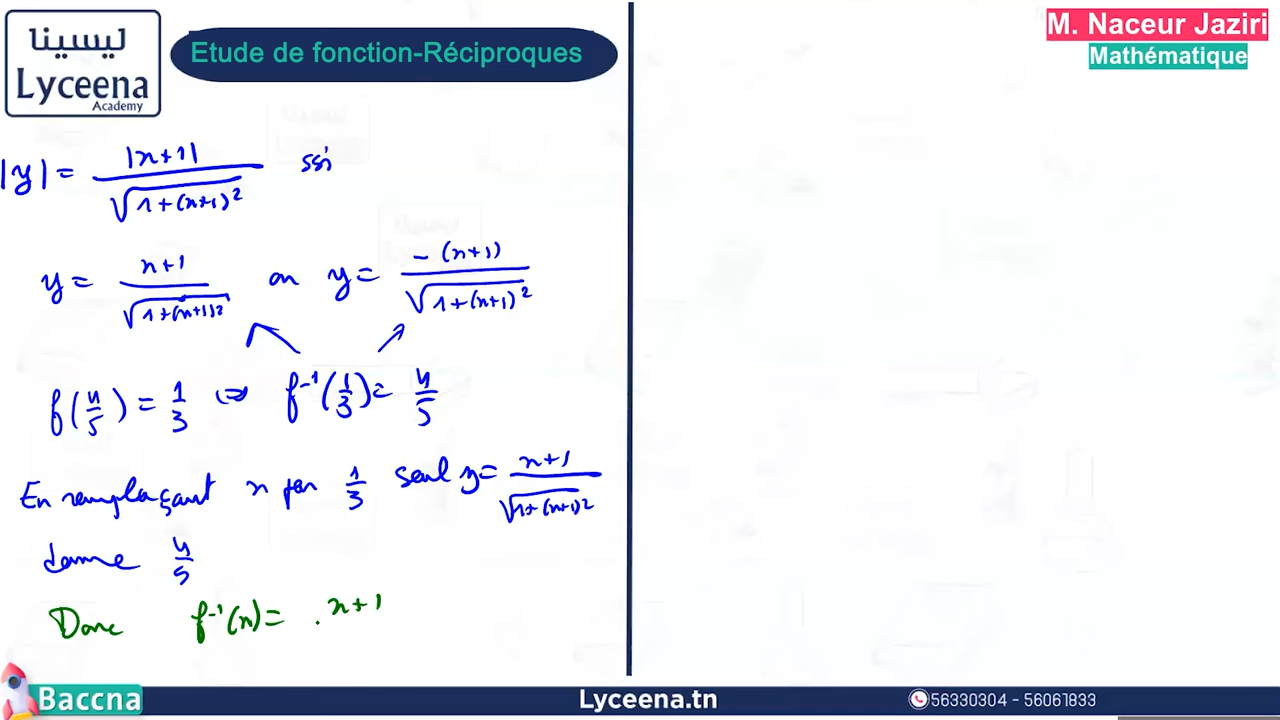 ليسينا
Lyceena
Academy
Etude de fonction-Réciproques
M. Naceur Jaziri
Mathématique
|y| = |x+1| / √(1+(x+1)²) ssi
y = x+1 / √(1+(x+1)²) ou y = -(x+1) / √(1+(x+1)²)
f(4/5) = 1/3 ⇔ f⁻¹(1/3) = 4/5
En remplaçant x par 1/3 seul y = x+1 / √(1+(x+1)²)
donne 4/5
Donc f⁻¹(x) = x+1
Baccna
Lyceena.tn
56330304 - 56061833